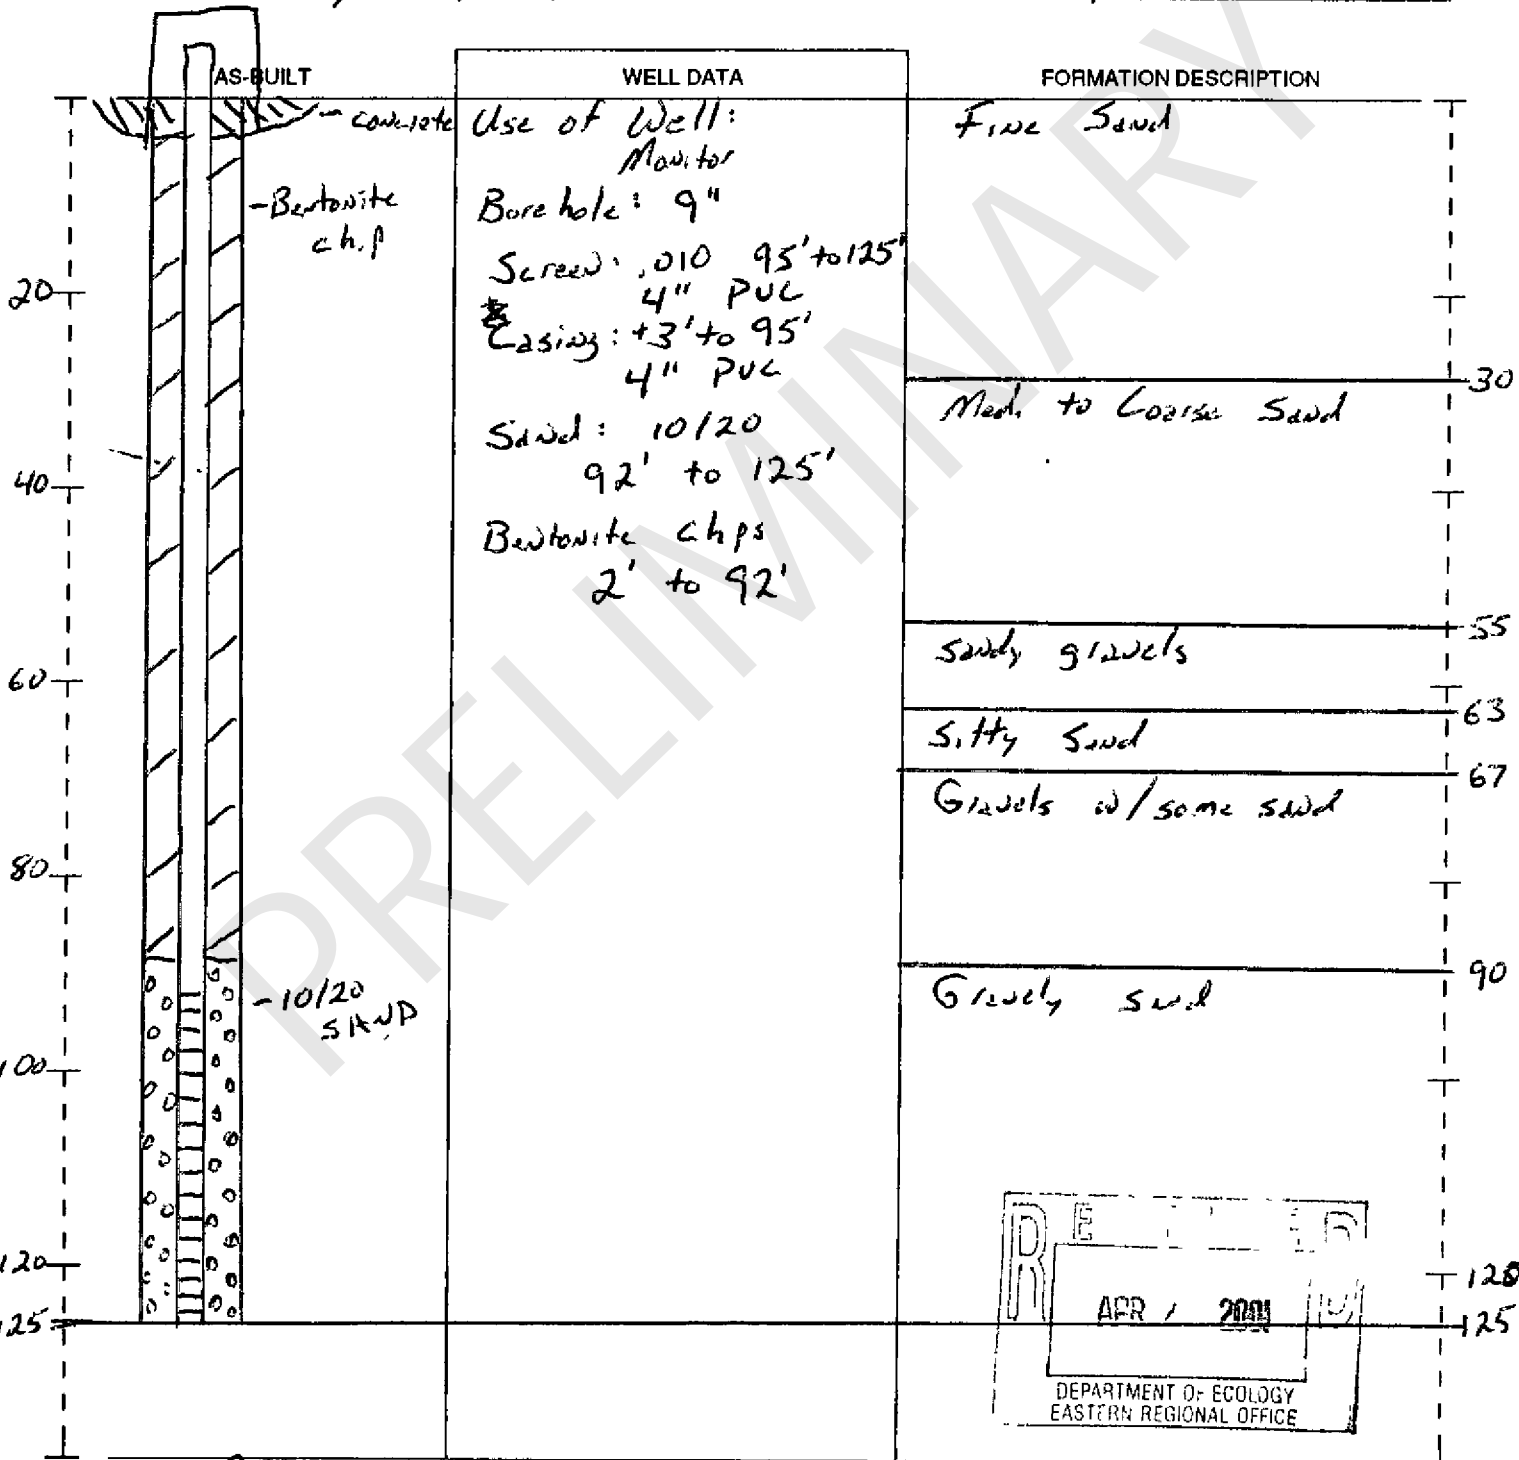 AS-BUILT
WELL DATA
FORMATION DESCRIPTION
concrete
Bentonite
chip
10/20
SAND
20
40
60
80
100
120
125
Use of Well:
Monitor
Borehole: 9"
Screen: .010 95' to 125'
4" PVC
Casing: +3' to 95'
4" PVC
Sand: 10/20
92' to 125'
Bentonite chps
2' to 92'
Fine Sand
30
Med. to Coarse Sand
55
Sandy gravels
63
Silty Sand
67
Gravels w/some sand
90
Gravely sand
120
125
APR
DEPARTMENT OF ECOLOGY
EASTERN REGIONAL OFFICE
PRELIMINARY